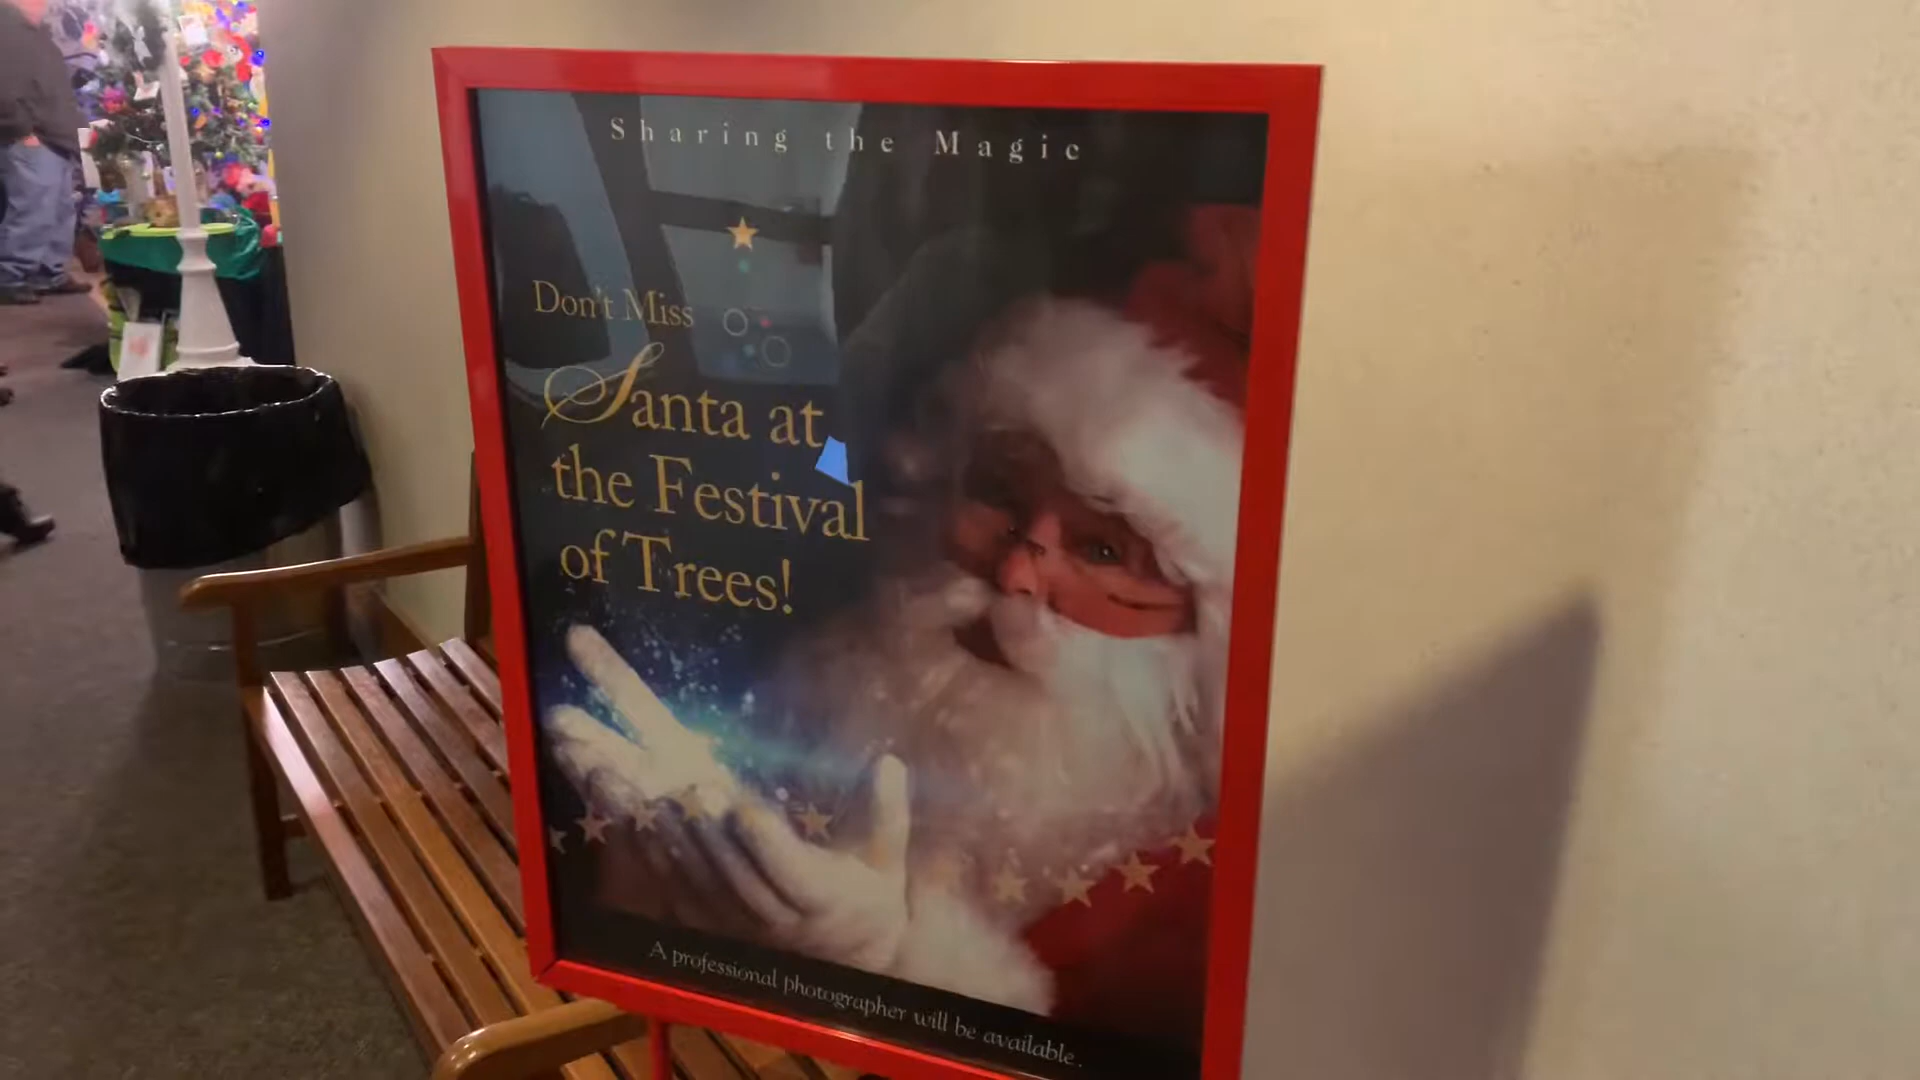 Sharing the Magic
Don't Miss
Santa at
the Festival
of Trees!
A professional photographer will be available.